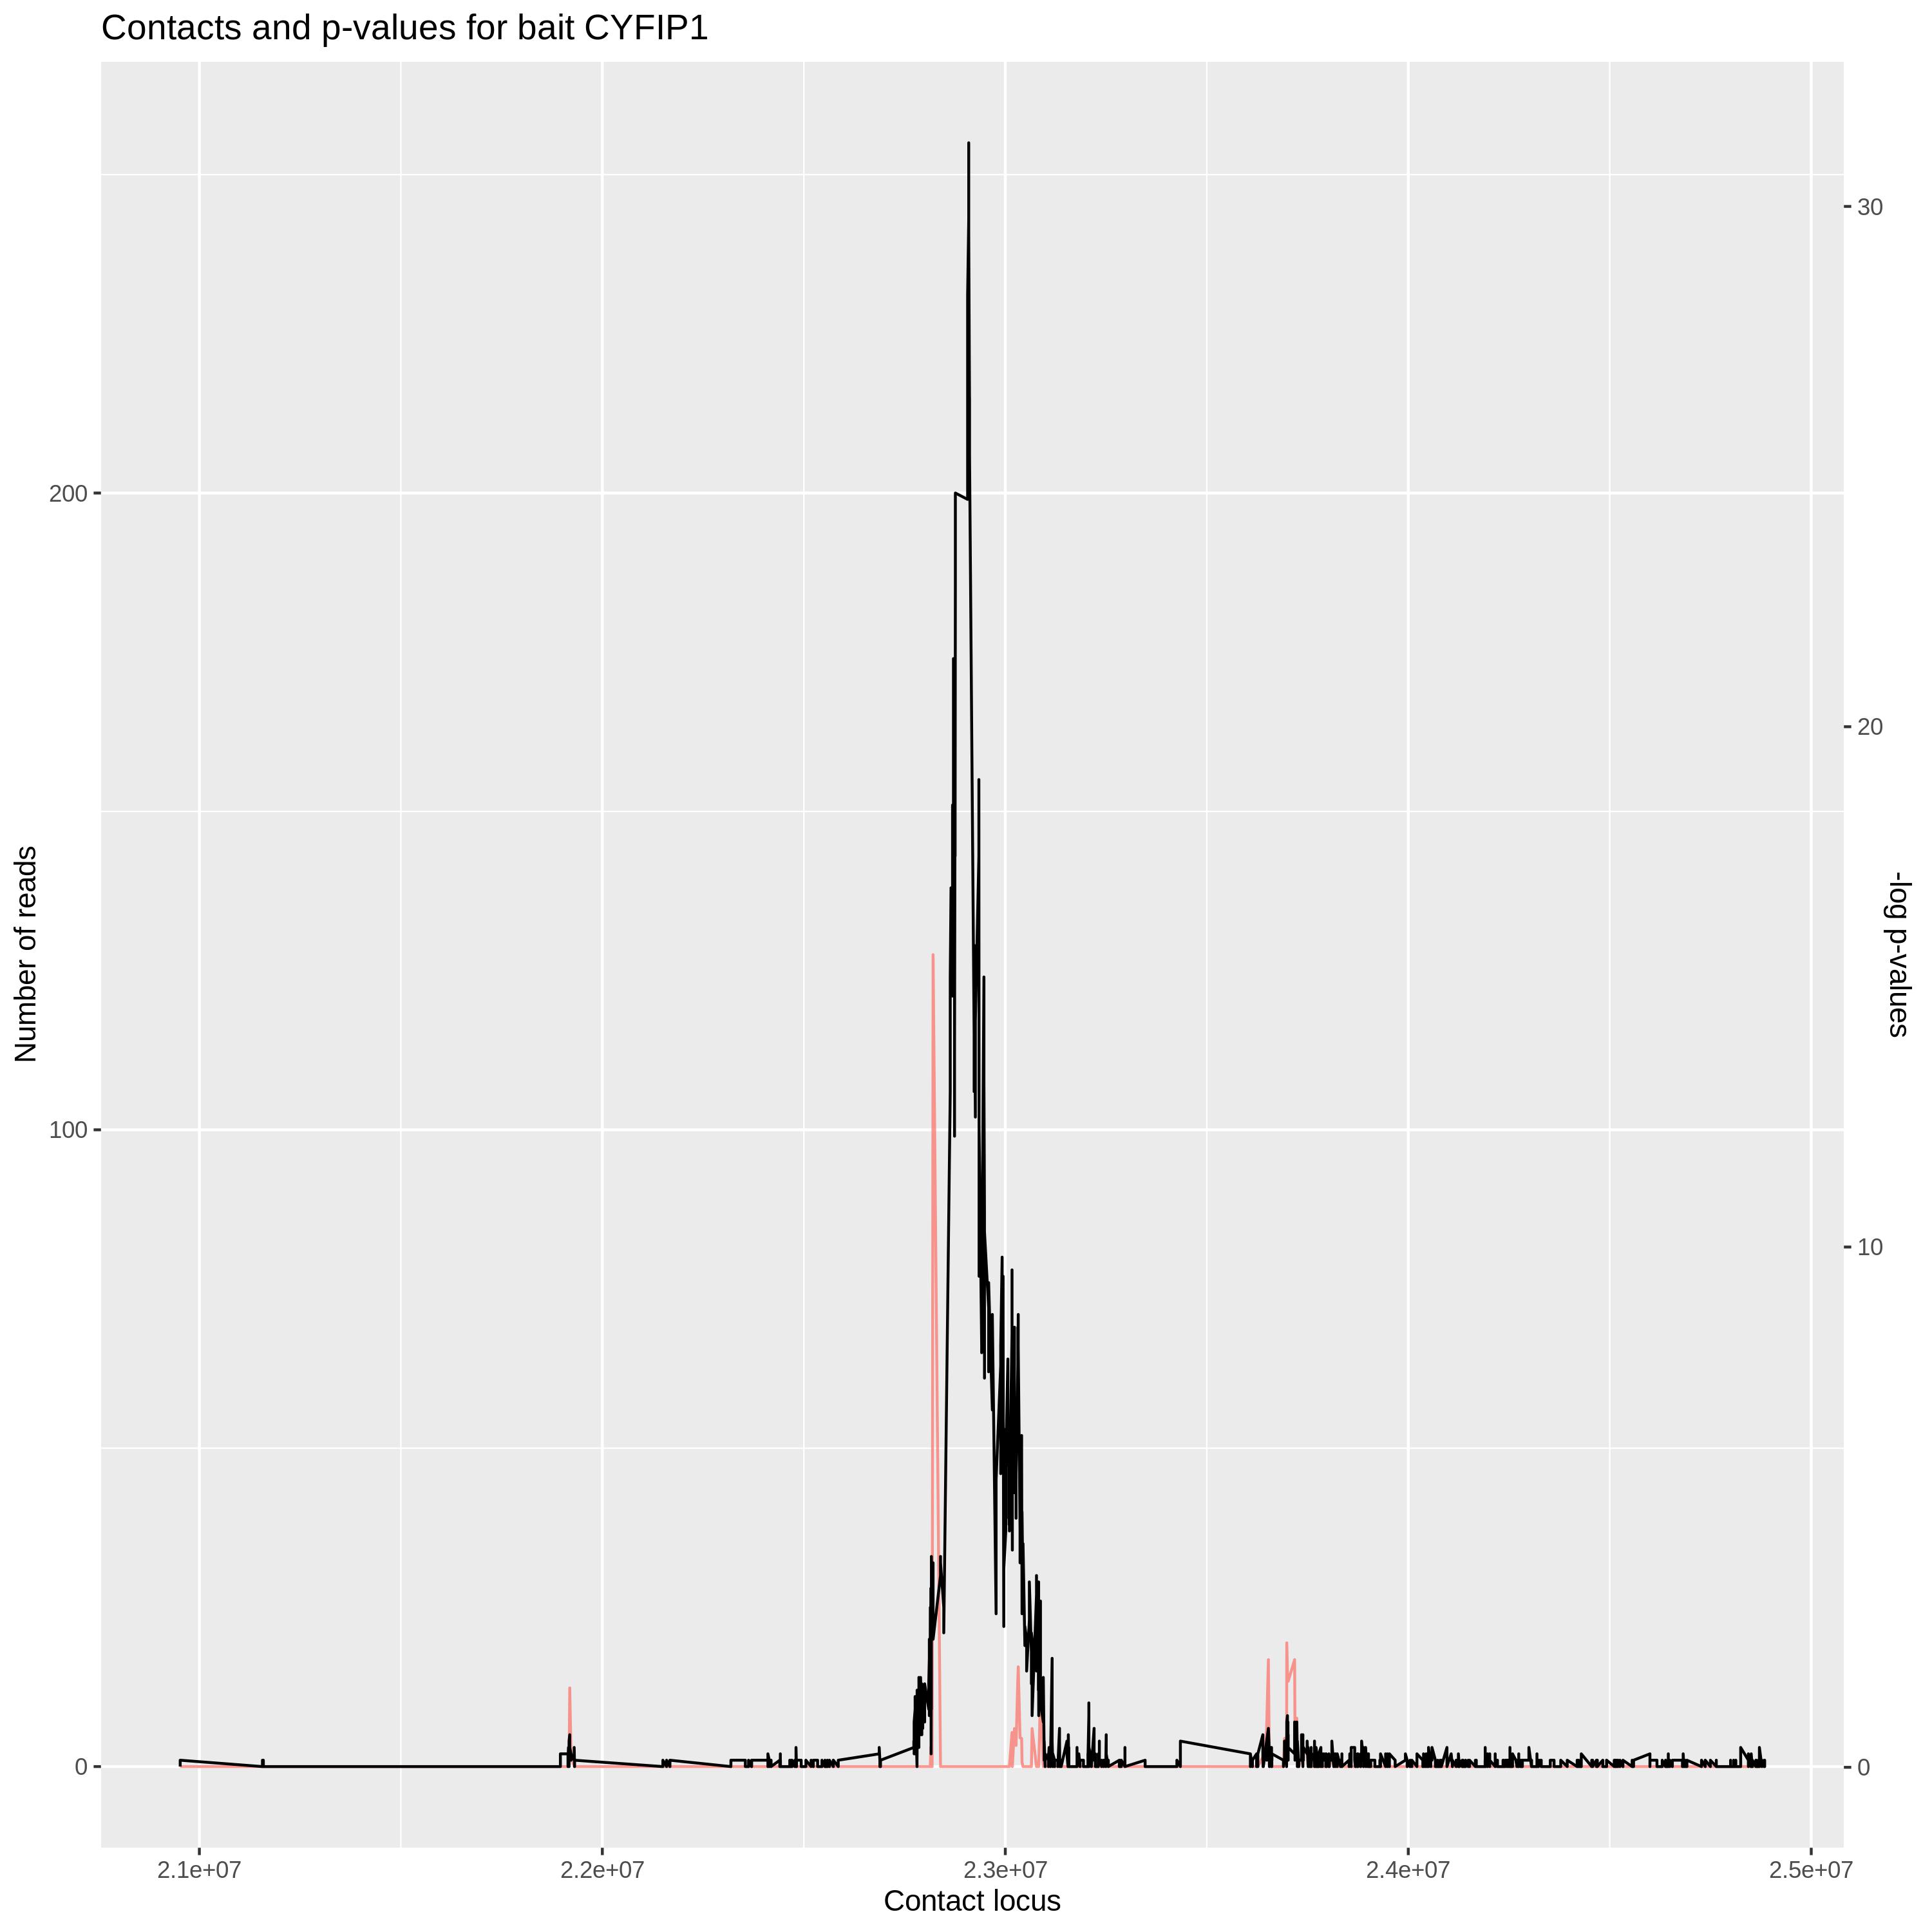 Contacts and p-values for bait CYFIP1
Number of reads
200
100
0
30
20
10
0
-log p-values
2.1e+07 2.2e+07 2.3e+07 2.4e+07 2.5e+07
Contact locus